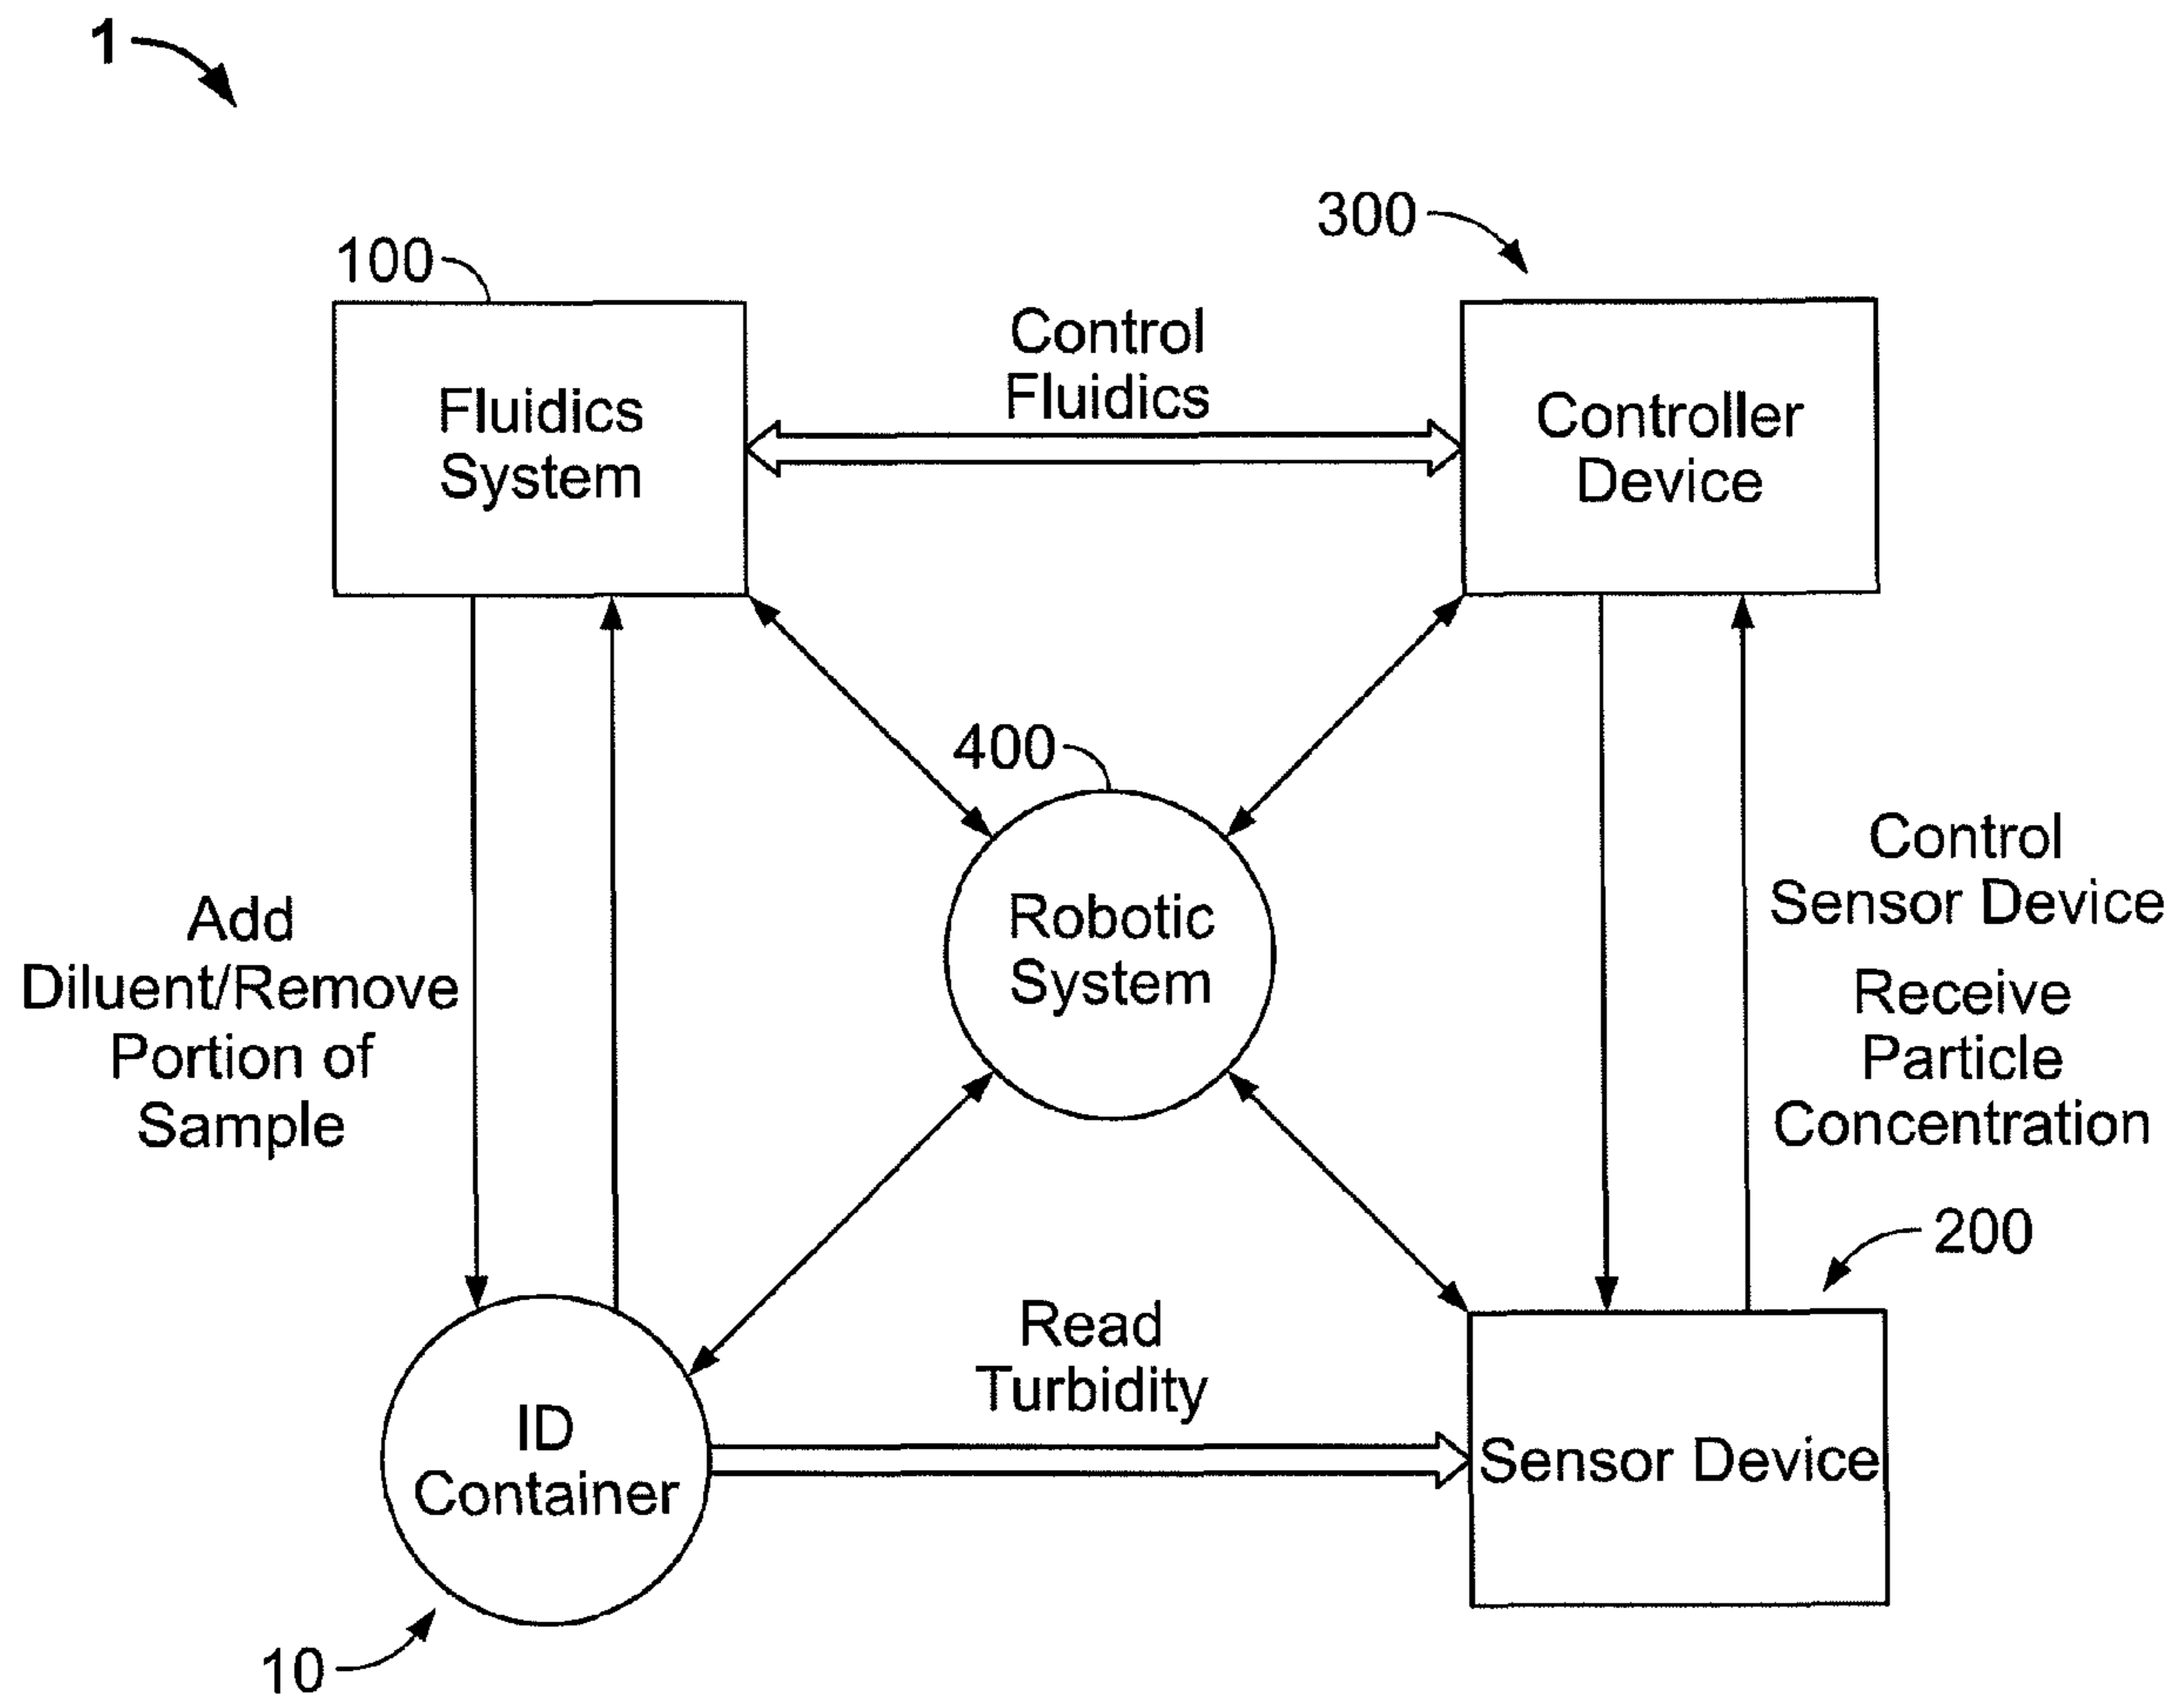 1
300
100
Control
Fluidics
Fluidics
System
Controller
Device
400
Robotic
System
Add
Diluent/Remove
Portion of
Sample
Control
Sensor Device
Receive
Particle
Concentration
200
Read
Turbidity
ID
Container
Sensor Device
10